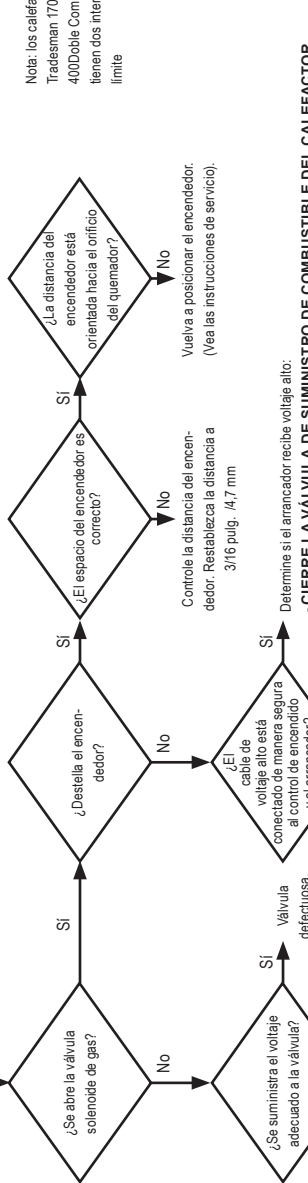 Nota: los calefa
Tradesman 170
400Doble Com
tienen dos inter
límite
¿Se abre la válvula
solenoide de gas?
Sí
No
¿Destella el encen-
dedor?
Sí
No
¿El espacio del encendedor es
correcto?
Sí
No
Controle la distancia del encen-
dedor. Restablezca la distancia a
3/16 pulg. /4,7 mm
¿La distancia del
encendedor está
orientada hacia el orificio
del quemador?
No
Vuelva a posicionar el encendedor.
(Vea las instrucciones de servicio).
¿Se suministra el voltaje
adecuado a la válvula?
Sí
Válvula
defectuosa
¿El
cable de
voltaje alto está
conectado de manera segura
al control de encendido
y el arrancador?
Sí
Determine si el arrancador recibe voltaje alto:
CIERRE LA VÁLVULA DE SUMINISTRO DE COMBUSTIBLE DEL CALEFACTOR